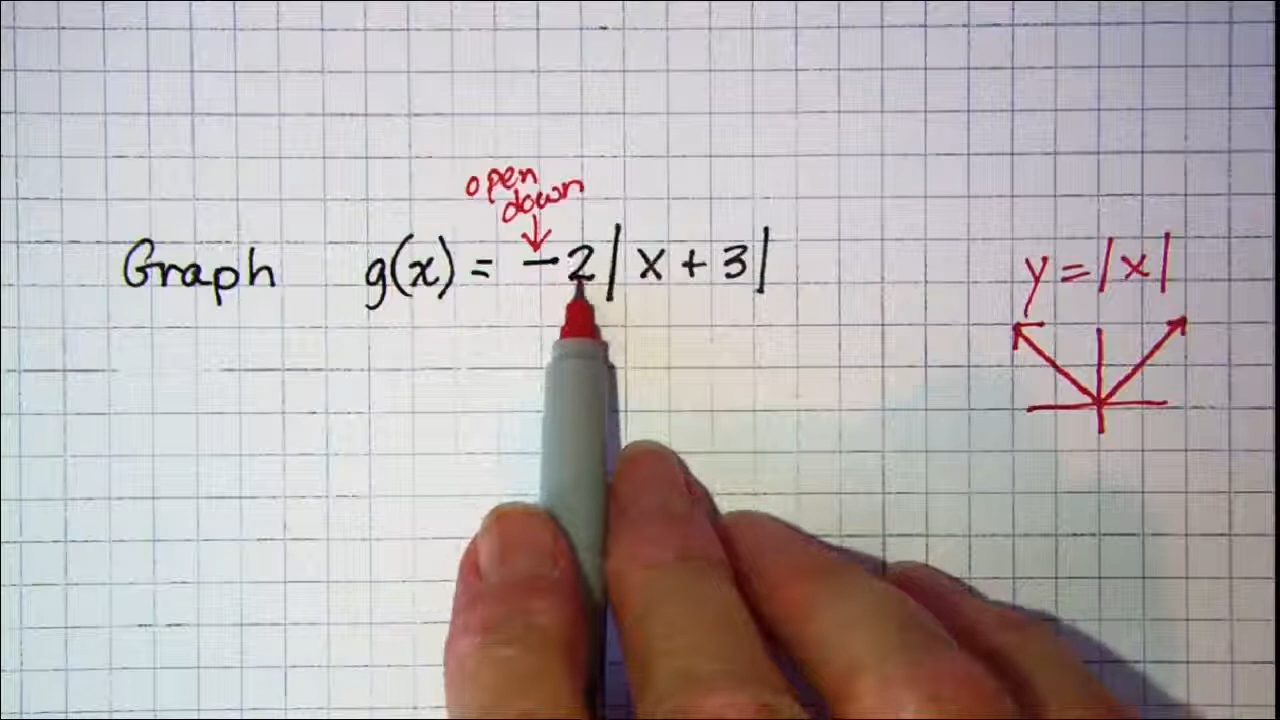 open
down
Graph g(x) = -2|x+3|
y = |x|